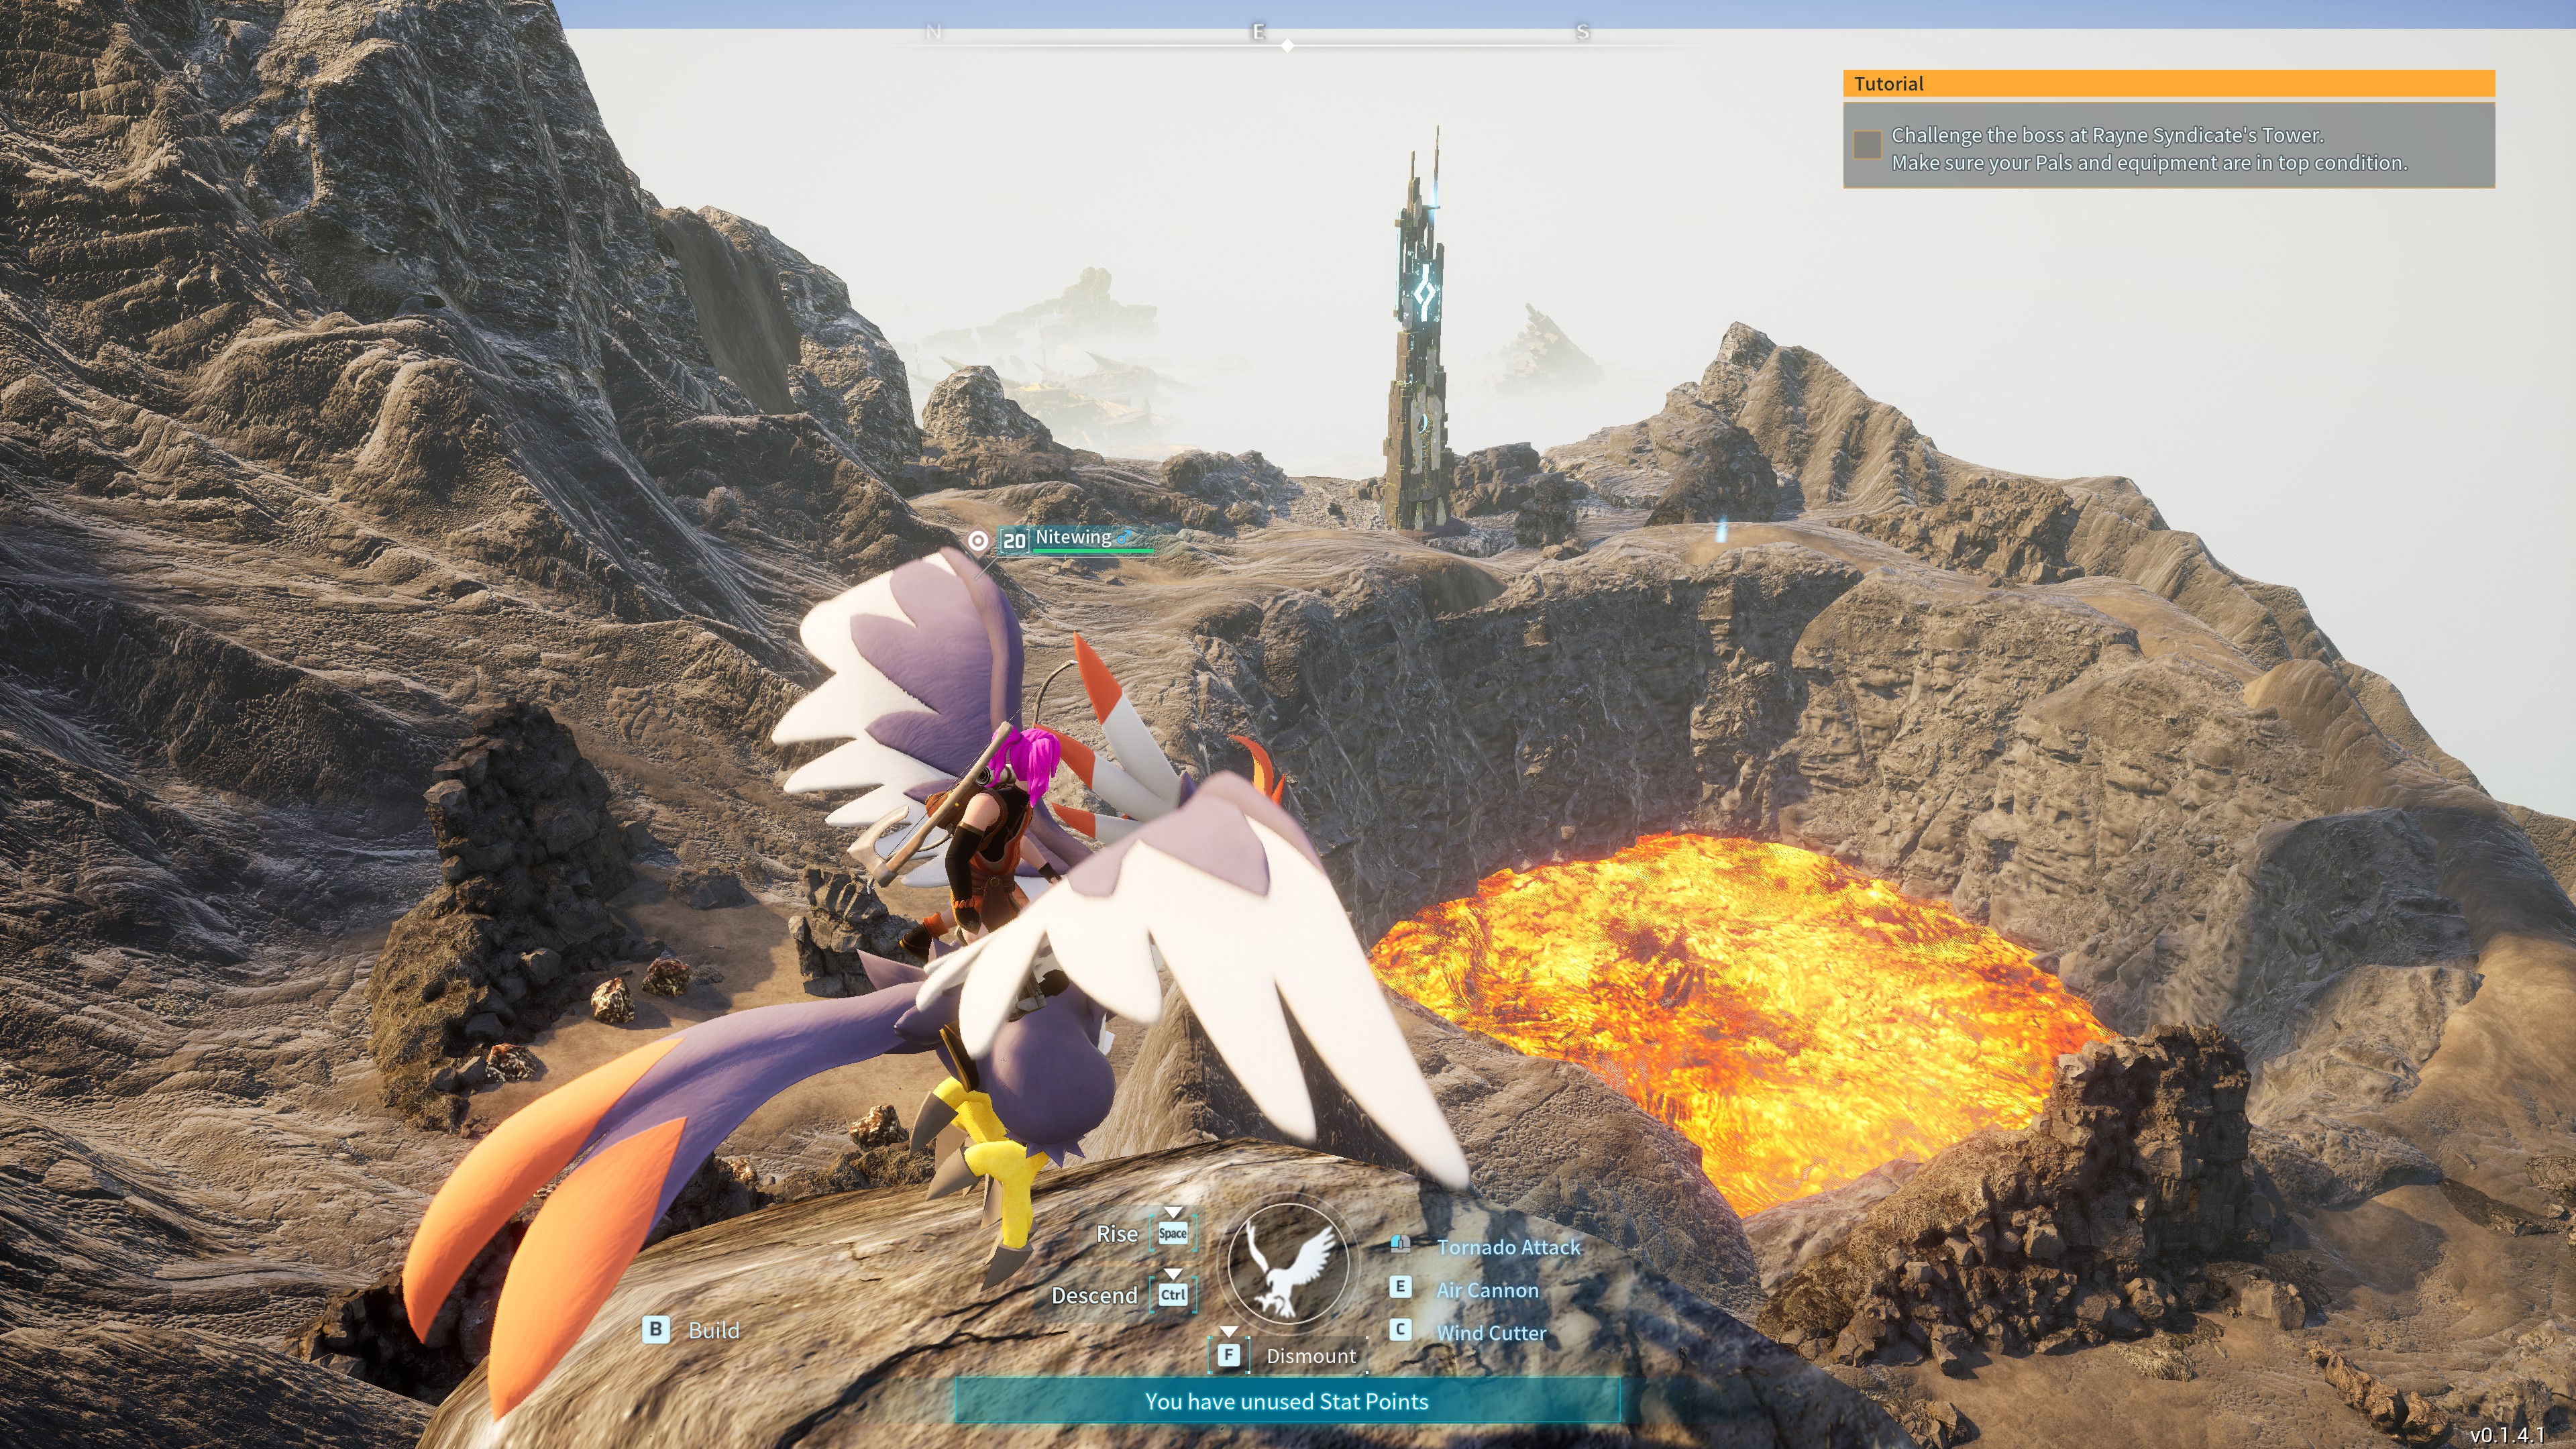 N E S
Tutorial
Challenge the boss at Rayne Syndicate's Tower.
Make sure your Pals and equipment are in top condition.
20 Nitewing
Rise Space
Descend Ctrl
Tornado Attack
E Air Cannon
C Wind Cutter
B Build
F Dismount
You have unused Stat Points
v0.1.4.1